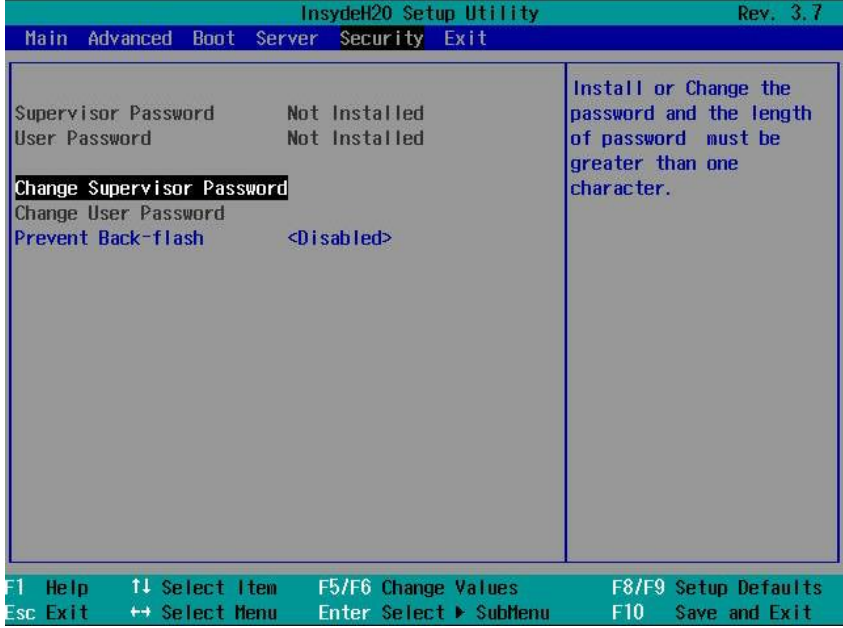 InsydeH20 Setup Utility Rev. 3.7
Main Advanced Boot Server Security Exit
Supervisor Password Not Installed
User Password Not Installed
Change Supervisor Password
Change User Password
Prevent Back-flash <Disabled>
Install or Change the
password and the length
of password must be
greater than one
character.
F1 Help ↑↓ Select Item F5/F6 Change Values F8/F9 Setup Defaults
Esc Exit ↔ Select Menu Enter Select ▶ SubMenu F10 Save and Exit